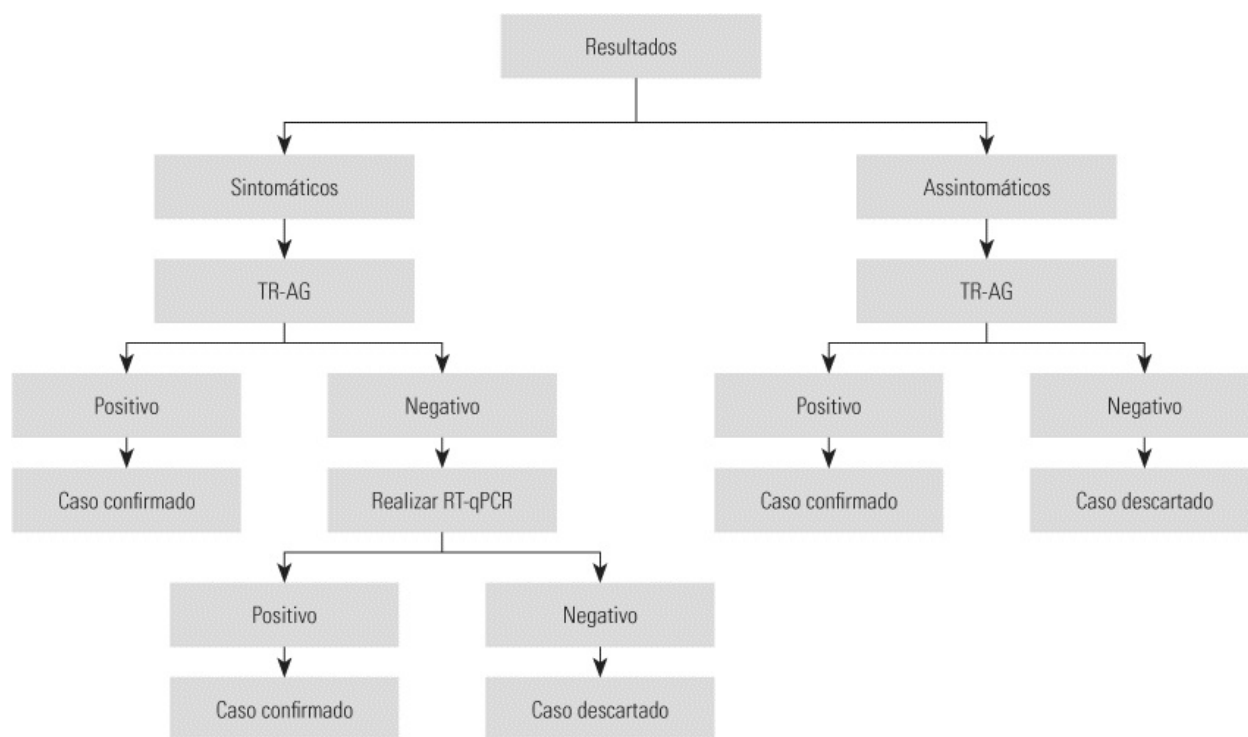 Resultados
Sintomáticos
Assintomáticos
TR-AG
TR-AG
Positivo
Negativo
Positivo
Negativo
Caso confirmado
Realizar RT-qPCR
Caso confirmado
Caso descartado
Positivo
Negativo
Caso confirmado
Caso descartado